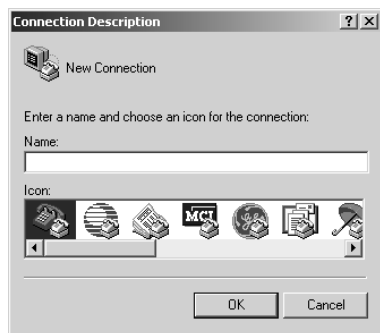 Connection Description
New Connection
Enter a name and choose an icon for the connection:
Name:
Icon:
MCI
OK Cancel